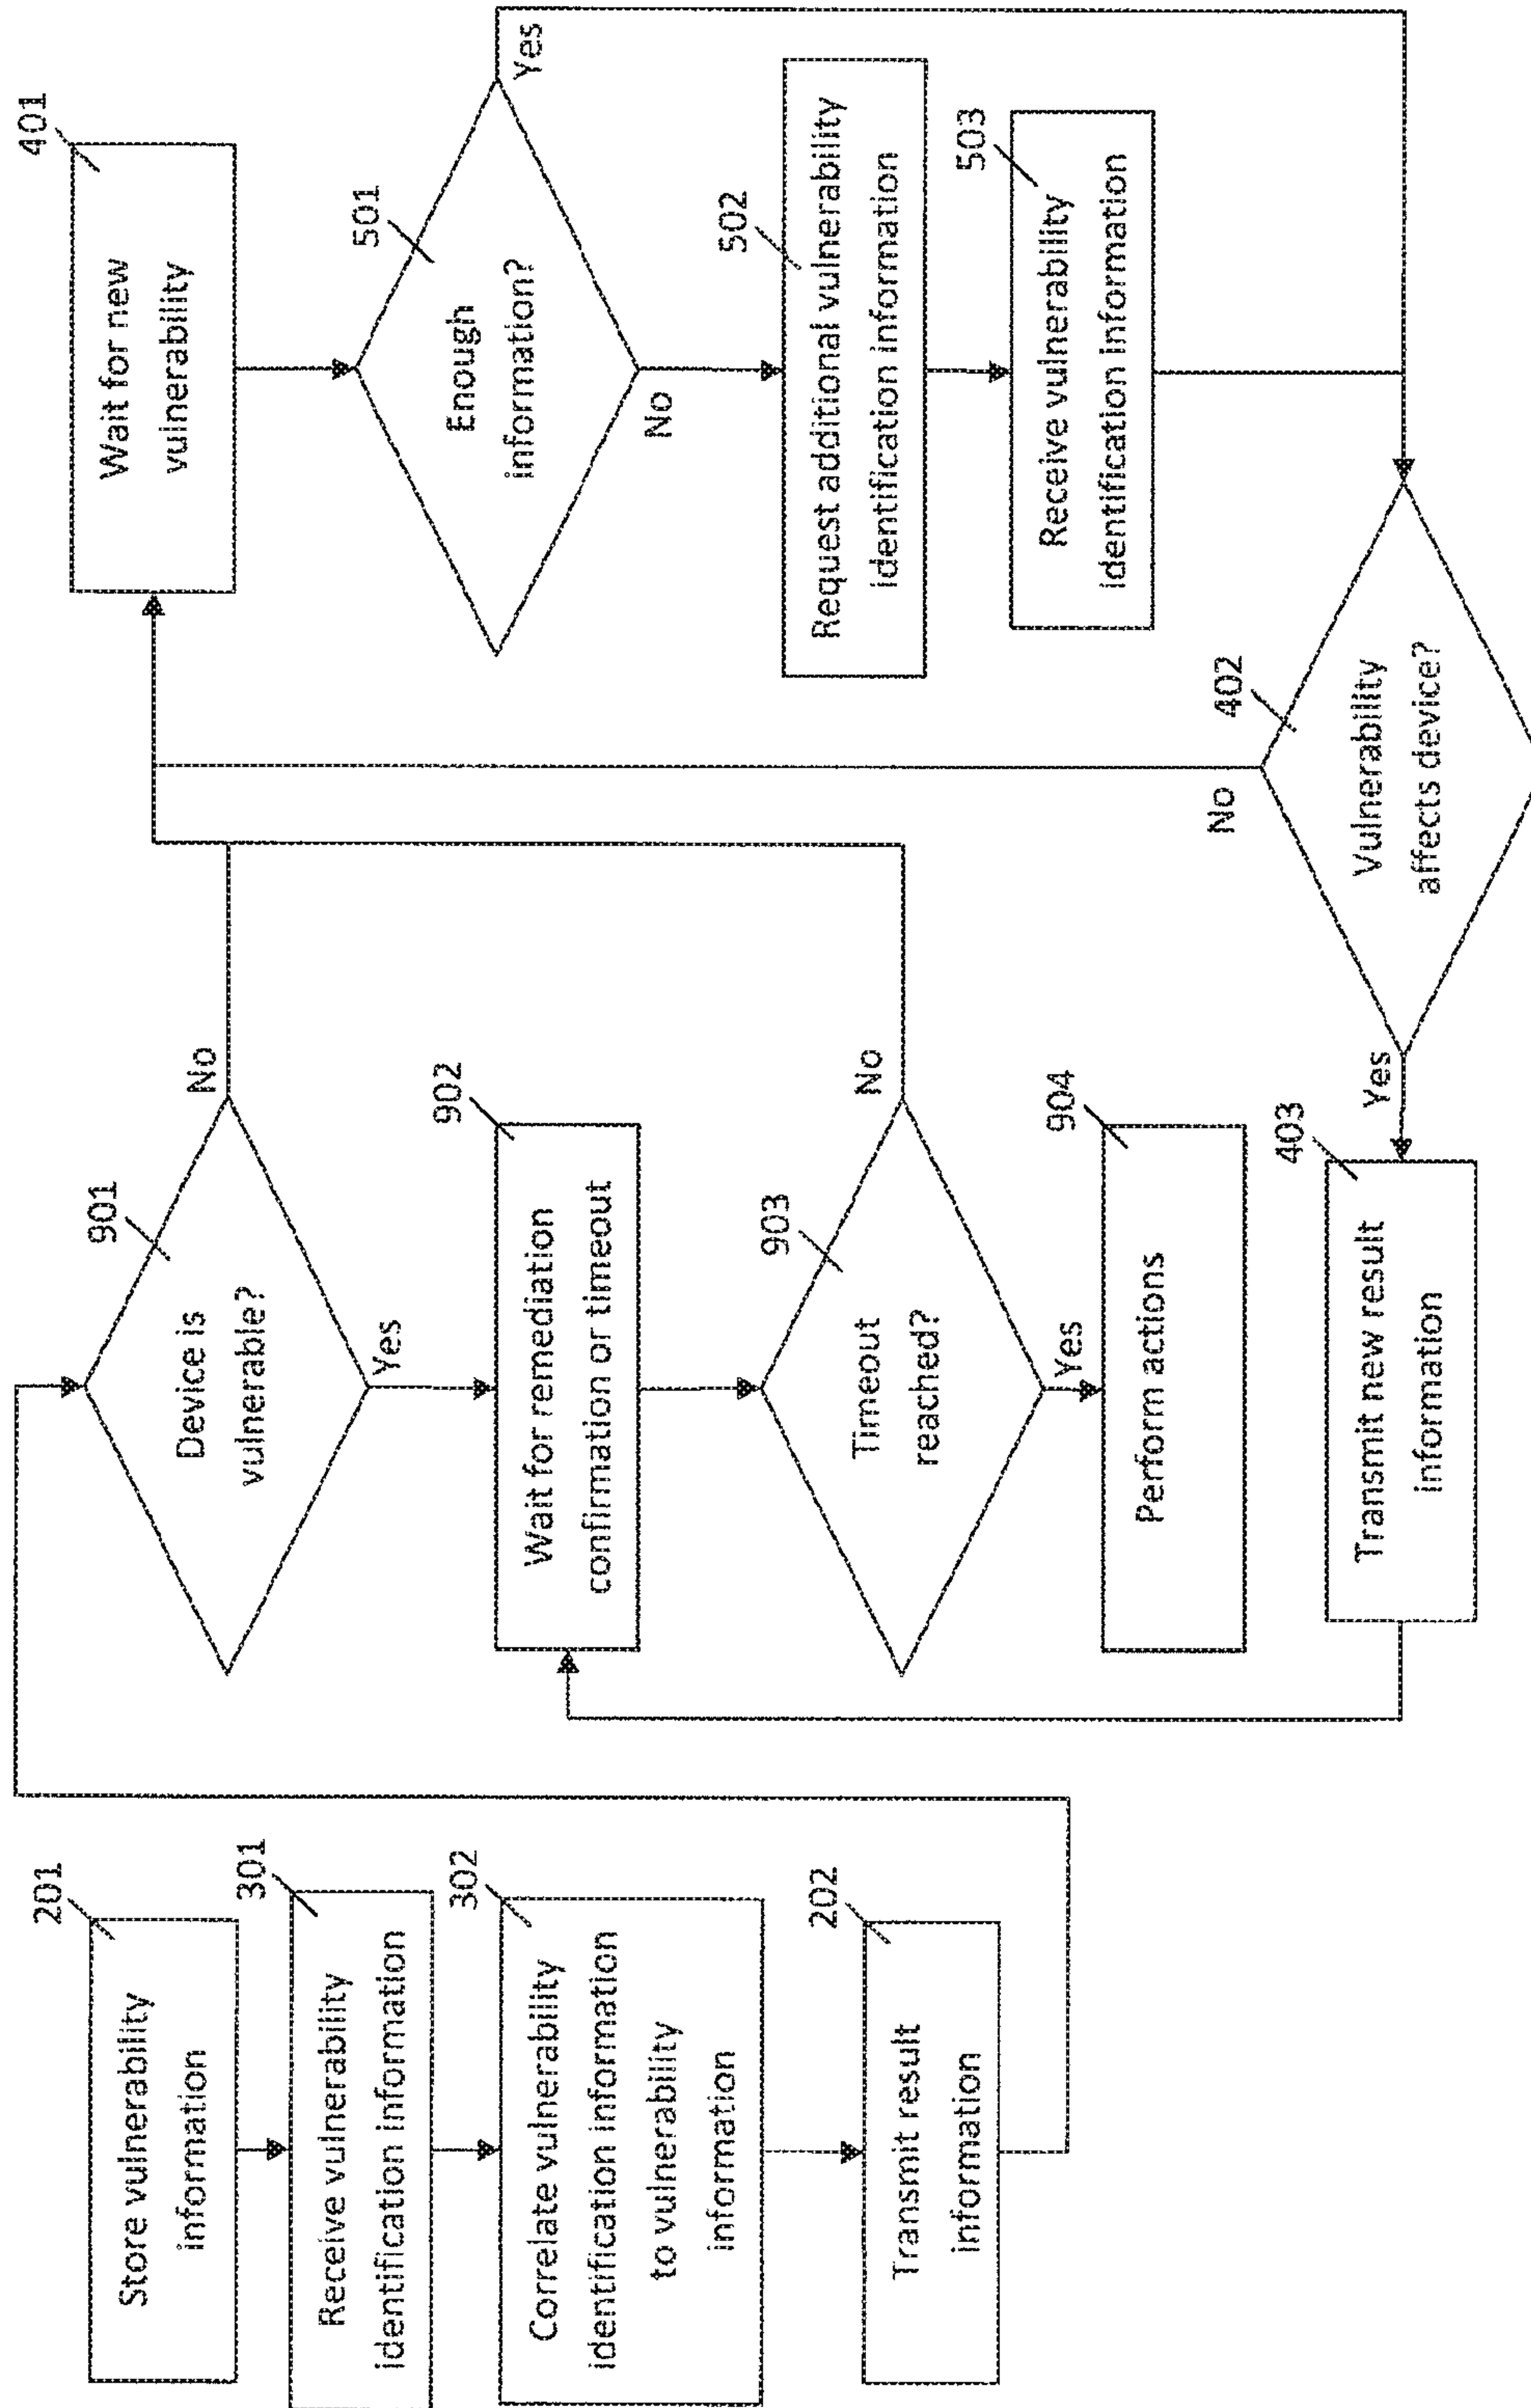 201
Store vulnerability
information
301
Receive vulnerability
identification information
302
Correlate vulnerability
identification information
to vulnerability
information
202
Transmit result
information
901
Device is
vulnerable?
No
Yes
902
Wait for remediation
confirmation or timeout
903
Timeout
reached?
No
Yes
904
Perform actions
403
Transmit new result
information
401
Wait for new
vulnerability
501
Enough
information?
Yes
No
502
Request additional vulnerability
identification information
503
Receive vulnerability
identification information
402
Vulnerability
affects device?
No
Yes